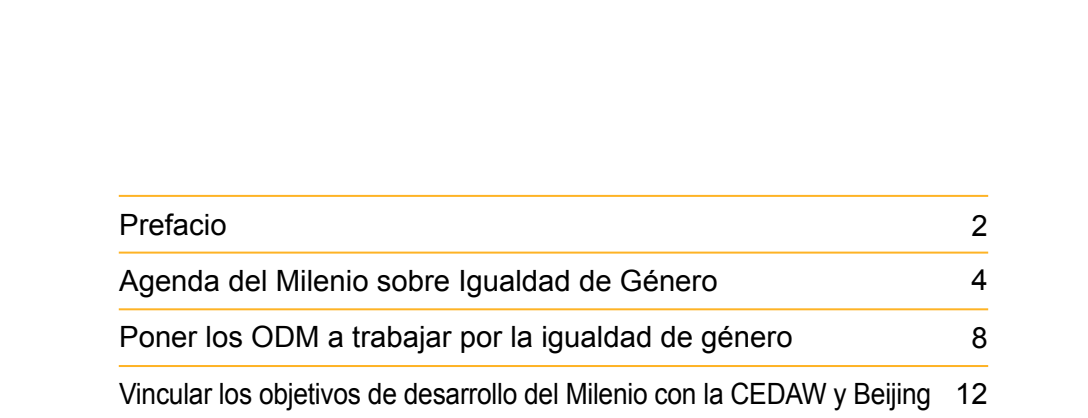 Prefacio 2
Agenda del Milenio sobre Igualdad de Género 4
Poner los ODM a trabajar por la igualdad de género 8
Vincular los objetivos de desarrollo del Milenio con la CEDAW y Beijing 12